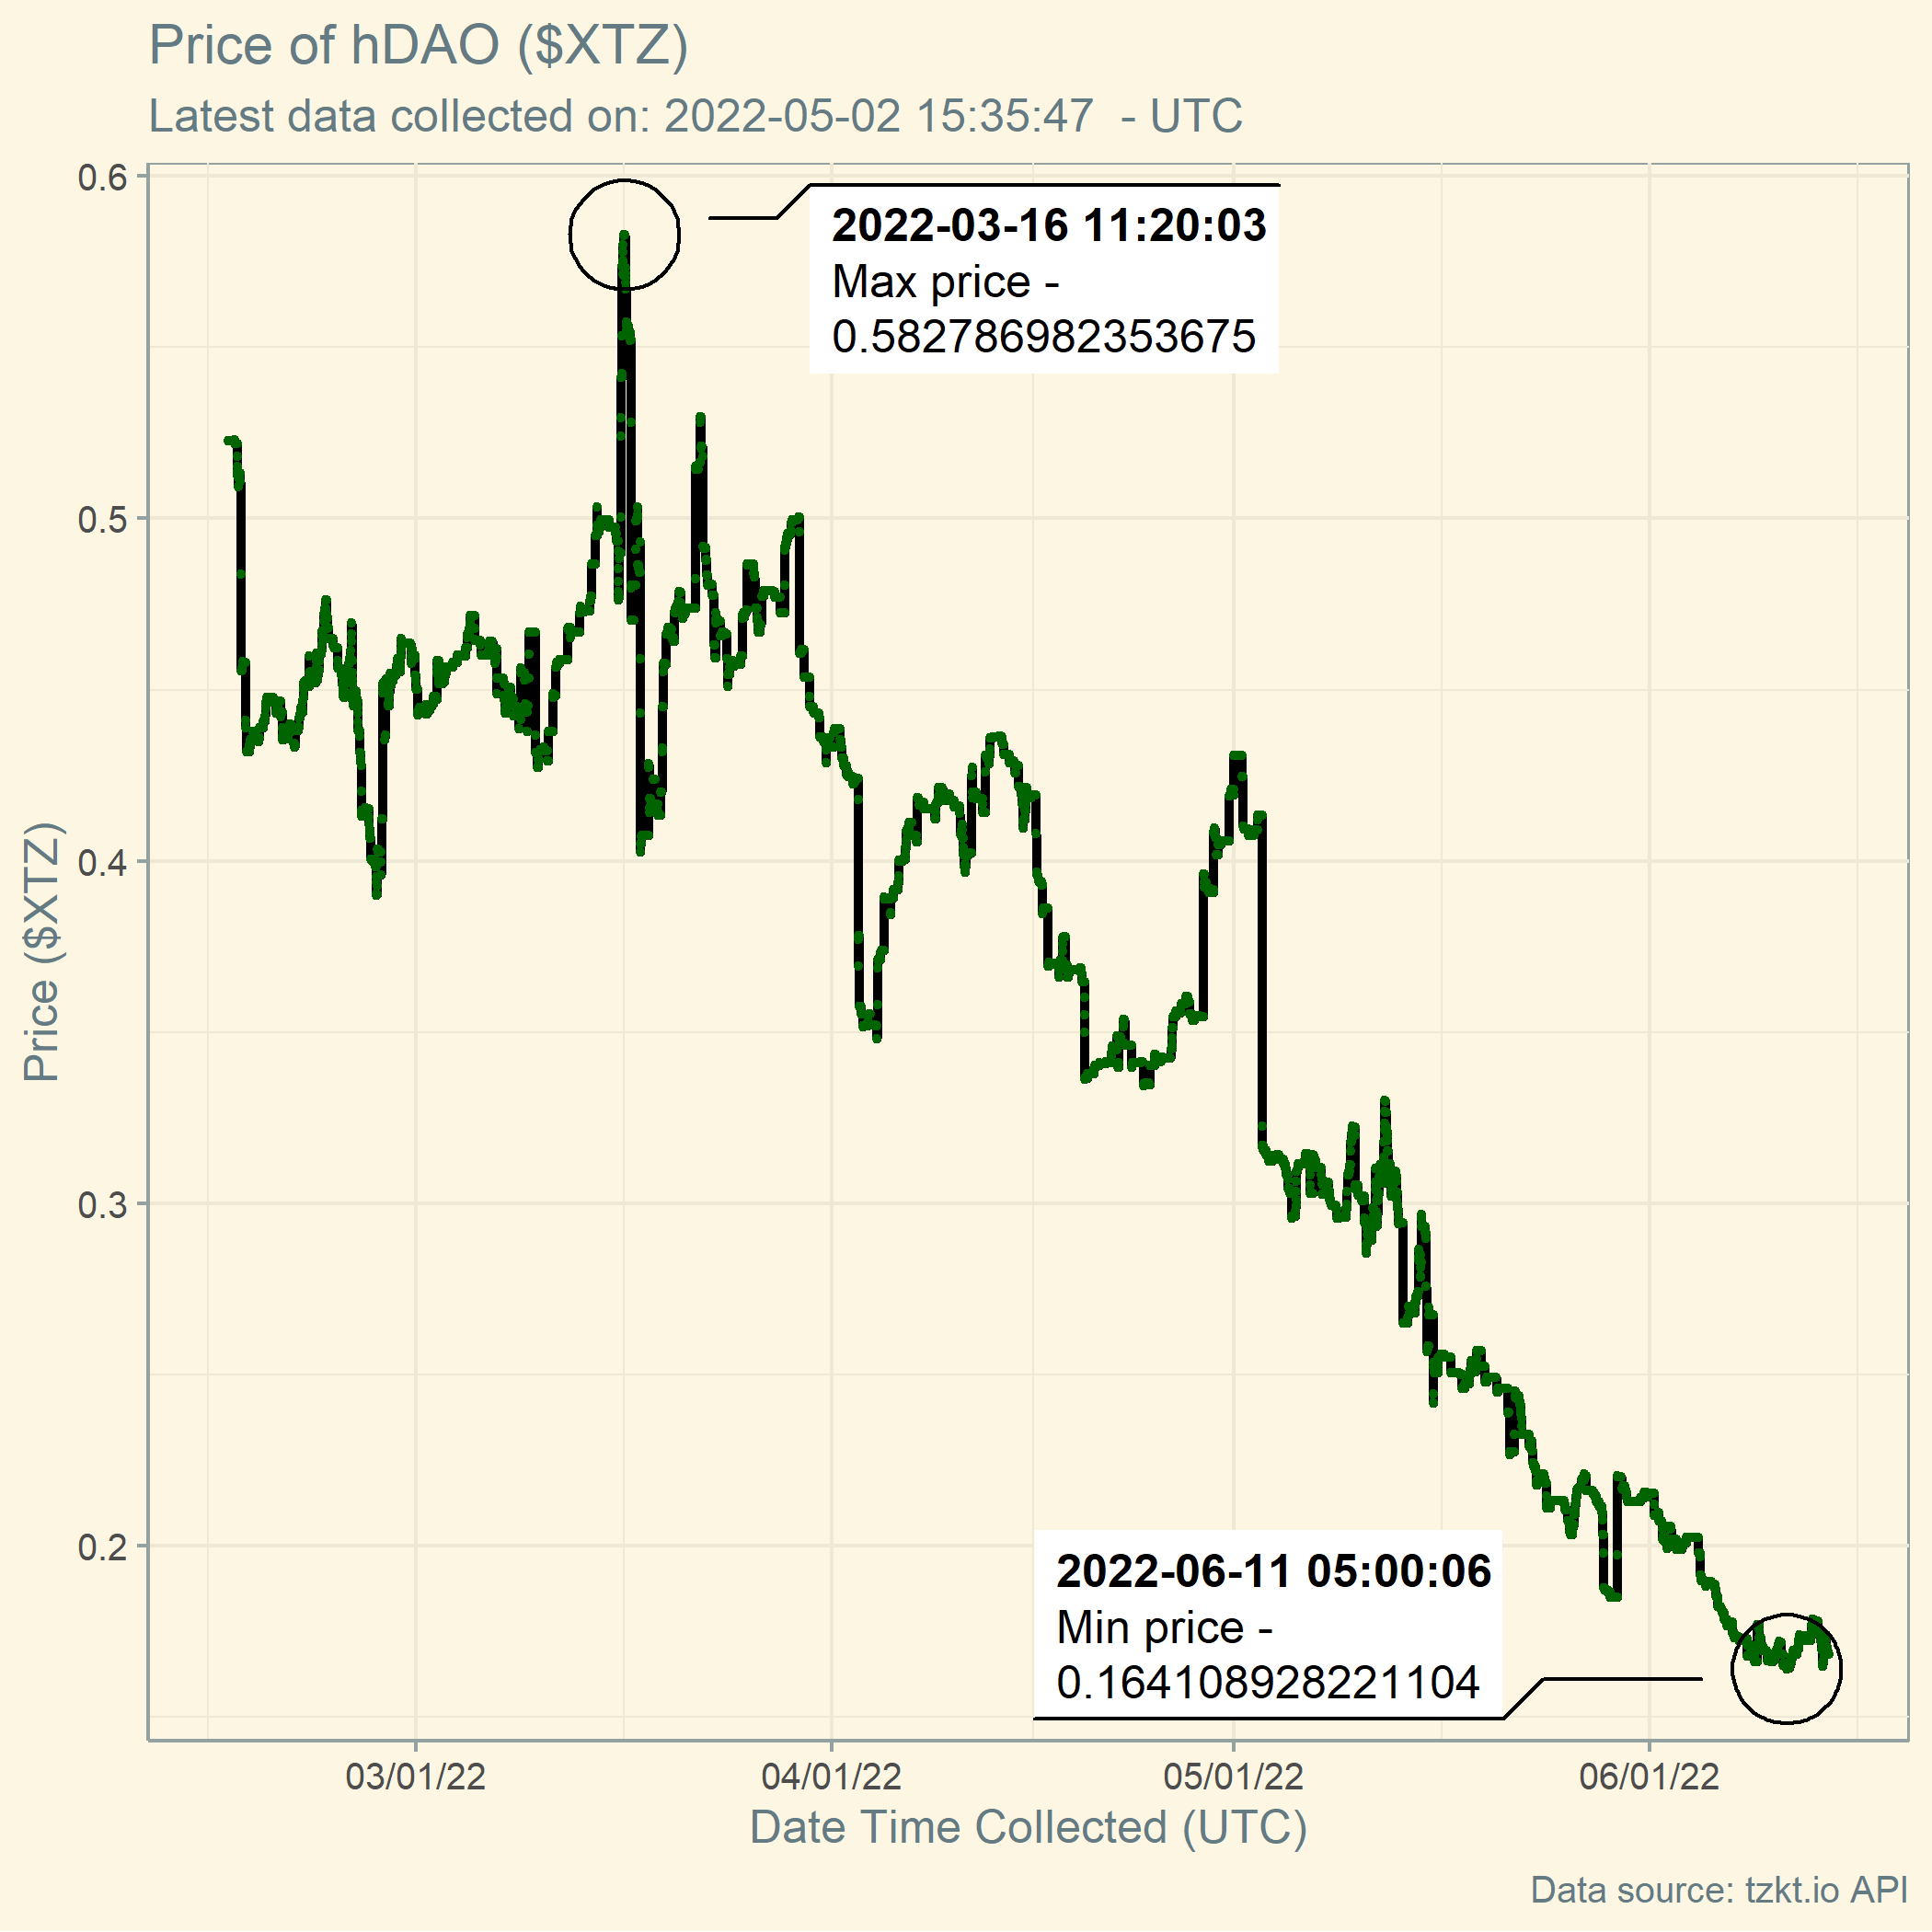 Price of hDAO ($XTZ)
Latest data collected on: 2022-05-02 15:35:47  - UTC
0.6
0.5
0.4
0.3
0.2
Price ($XTZ)
2022-03-16 11:20:03
Max price -
0.582786982353675
2022-06-11 05:00:06
Min price -
0.164108928221104
03/01/22
04/01/22
05/01/22
06/01/22
Date Time Collected (UTC)
Data source: tzkt.io API